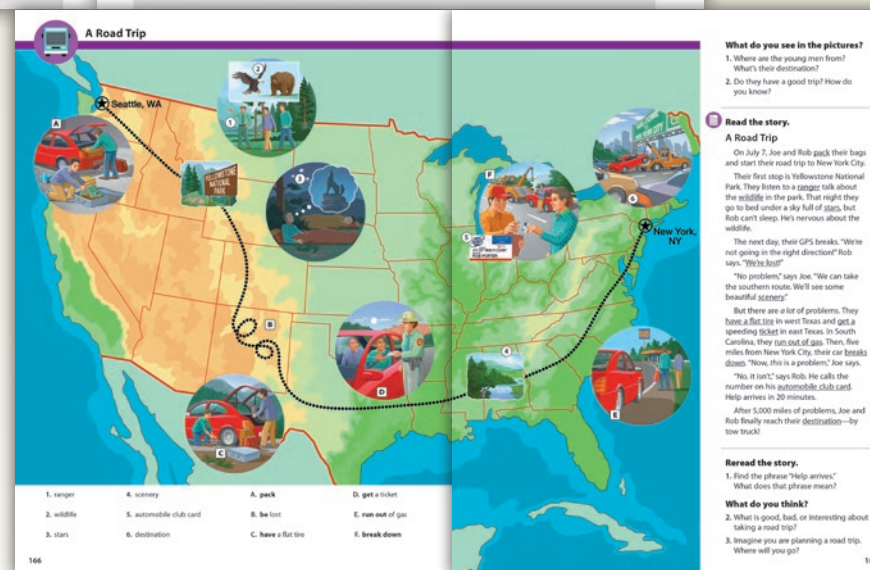 A Road Trip
A
Seattle, WA
2
1
YELLOWSTONE
NATIONAL
PARK
3
F
6
5
New York,
NY
B
D
4
C
E
1. ranger
2. wildlife
3. stars
4. scenery
5. automobile club card
6. destination
A. pack
B. be lost
C. have a flat tire
D. get a ticket
E. run out of gas
F. break down
166
What do you see in the pictures?
1. Where are the young men from?
What's their destination?
2. Do they have a good trip? How do
you know?
Read the story.
A Road Trip
On July 7, Joe and Rob pack their bags
and start their road trip to New York City.
Their first stop is Yellowstone National
Park. They listen to a ranger talk about
the wildlife in the park. That night they
go to bed under a sky full of stars, but
Rob can't sleep. He's nervous about the
wildlife.
The next day, their GPS breaks. "We're
not going in the right direction!" Rob
says. "We're lost!"
"No problem," says Joe. "We can take
the southern route. We'll see some
beautiful scenery."
But there are a lot of problems. They
have a flat tire in west Texas and get a
speeding ticket in east Texas. In South
Carolina, they run out of gas. Then, five
miles from New York City, their car breaks
down. "Now, this is a problem," Joe says.
"No, it isn't," says Rob. He calls the
number on his automobile club card.
Help arrives in 20 minutes.
After 5,000 miles of problems, Joe and
Rob finally reach their destination—by
tow truck!
Reread the story.
1. Find the phrase "Help arrives."
What does that phrase mean?
What do you think?
2. What is good, bad, or interesting about
taking a road trip?
3. Imagine you are planning a road trip.
Where will you go?